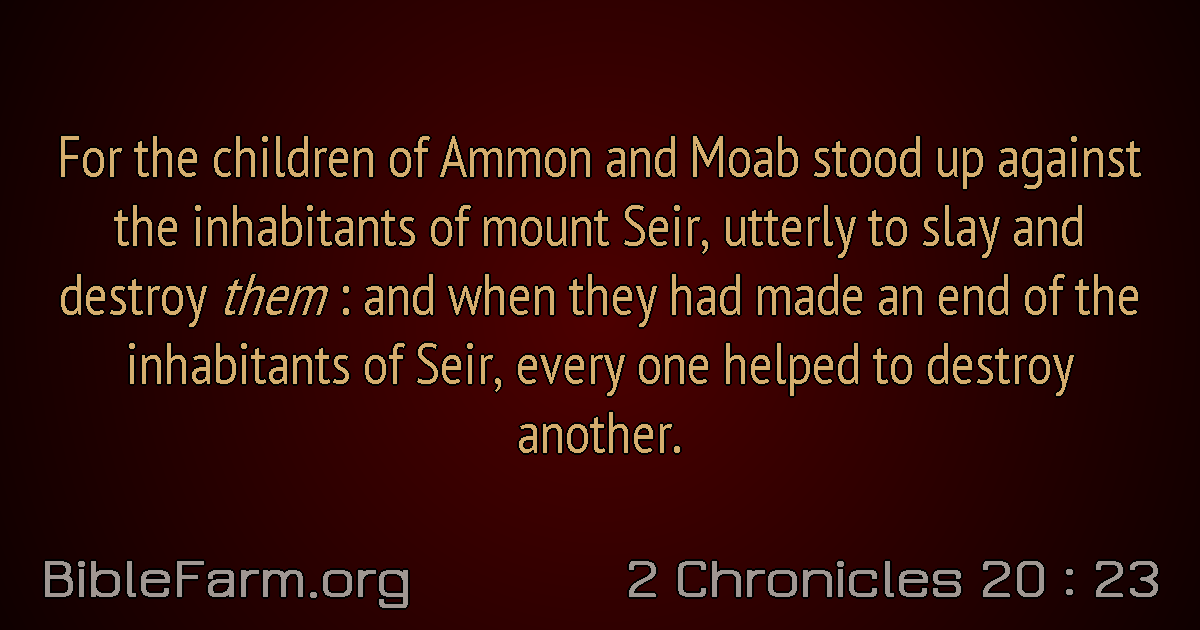 For the children of Ammon and Moab stood up against
the inhabitants of mount Seir, utterly to slay and
destroy them : and when they had made an end of the
inhabitants of Seir, every one helped to destroy
another.
BibleFarm.org
2 Chronicles 20 : 23